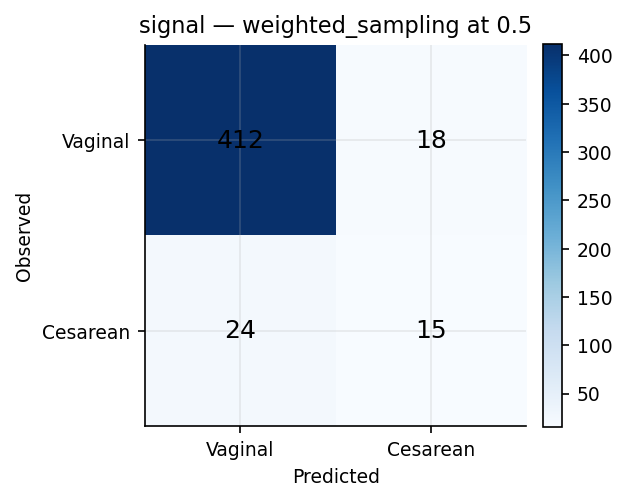 signal — weighted_sampling at 0.5
Observed
Vaginal
412
18
Cesarean
24
15
Vaginal
Cesarean
Predicted
400
350
300
250
200
150
100
50